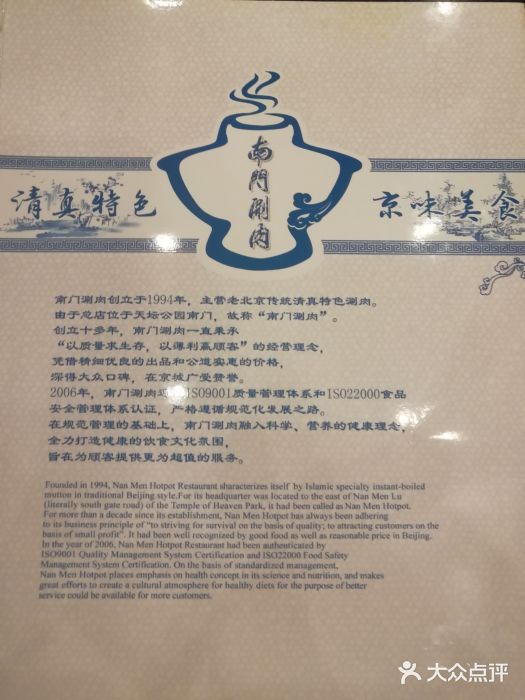 南門涮肉
清真特色
京味美食
南门涮肉创立于1994年，主营老北京传统清真特色涮肉。
由于总店位于天坛公园南门，故称“南门涮肉”。
创立十多年，南门涮肉一直秉承
“以质量求生存，以薄利赢顾客”的经营理念，
凭借精细优良的出品和公道实惠的价格，
深得大众口碑，在京城广受赞誉。
2006年，南门涮肉通过ISO9001质量管理体系和ISO22000食品
安全管理体系认证，严格遵循规范化发展之路。
在规范管理的基础上，南门涮肉融入科学、营养的健康理念，
全力打造健康的饮食文化氛围，
旨在为顾客提供更为超值的服务。
Founded in 1994, Nan Men Hotpot Restaurant sharacterizes itself by Islamic specialty instant-boiled
mutton in traditional Beijing style.For its headquarter was located to the east of Nan Men Lu
(literally south gate road) of the Temple of Heaven Park, it had been called as Nan Men Hotpot.
For more than a decade since its establishment, Nan Men Hotpot has always been adhering
to its business principle of “to striving for survival on the basis of quality; to attracting customers on the
basis of small profit”. It had been well recognized by good food as well as reasonable price in Beijing.
In the year of 2006, Nan Men Hotpot Restaurant had been authenticated by
ISO9001 Quality Management System Certification and ISO22000 Food Safety
Management System Certification. On the basis of standardized management,
Nan Men Hotpot places emphasis on health concept in its science and nutrition, and makes
great efforts to create a cultural atmosphere for healthy diets for the purpose of better
service could be available for more customers.
大众点评